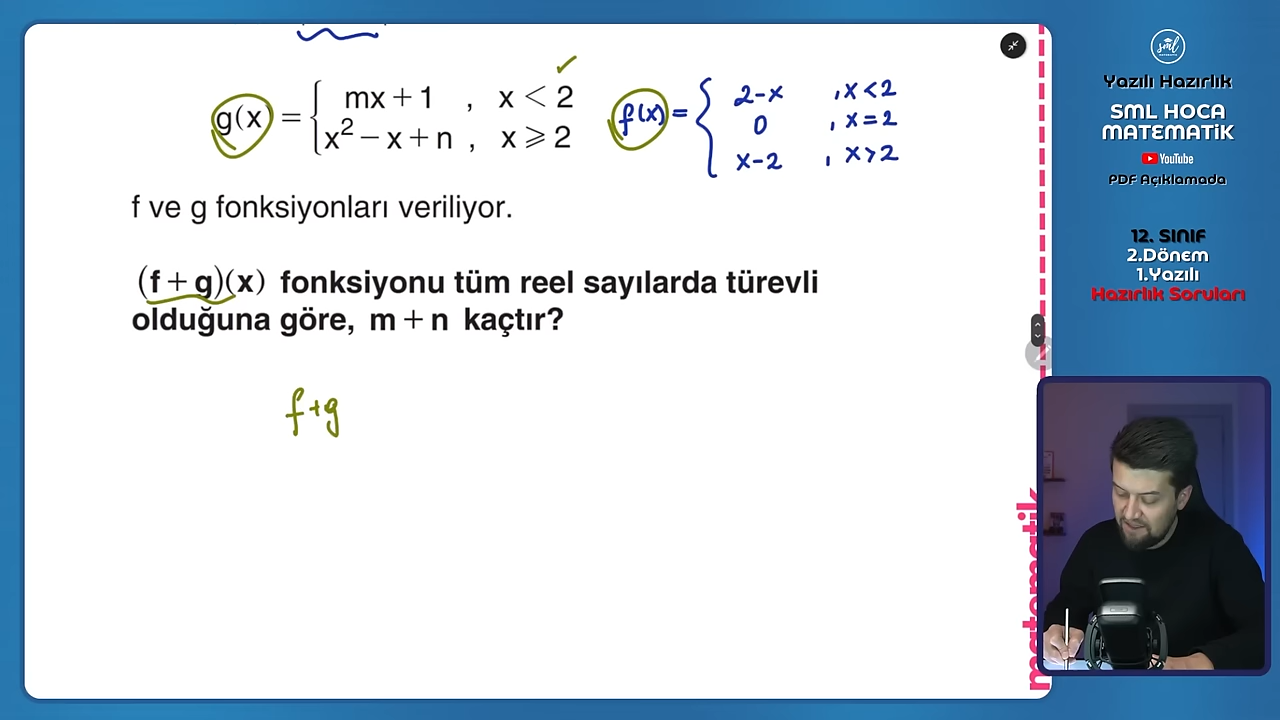 g(x) = { mx + 1 , x < 2 ✓
x² − x + n , x ⩾ 2
f(x) = { 2-x , x<2
0 , x=2
x-2 , x>2
f ve g fonksiyonları veriliyor.
(f + g)(x) fonksiyonu tüm reel sayılarda türevli
olduğuna göre, m + n kaçtır?
f+g
matematik
sml
Yazılı Hazırlık
SML HOCA
MATEMATİK
YouTube
PDF Açıklamada
12. SINIF
2.Dönem
1.Yazılı
Hazırlık Soruları